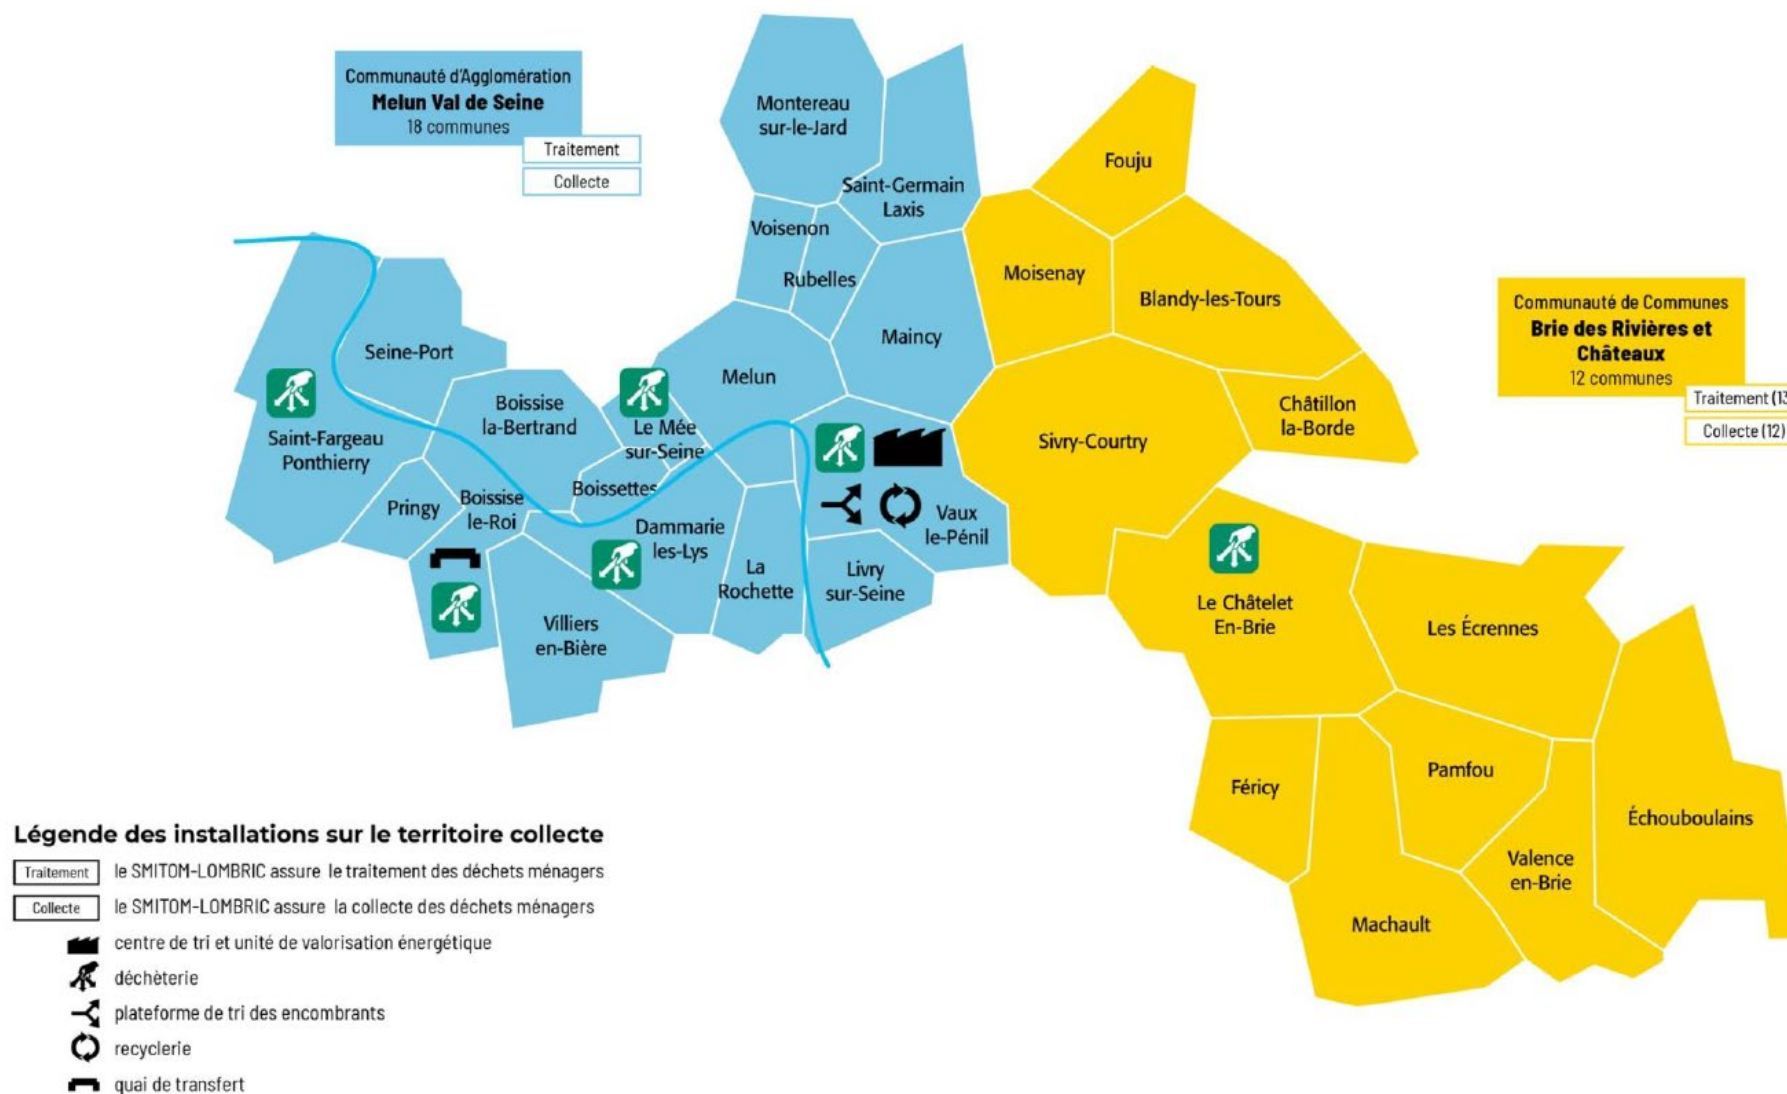 Communauté d'Agglomération
Melun Val de Seine
18 communes
Traitement
Collecte
Montereau
sur-le-Jard
Saint-Germain
Laxis
Voisenon
Rubelles
Maincy
Seine-Port
Melun
Boissise
la-Bertrand
Le Mée
sur-Seine
Saint-Fargeau
Ponthierry
Boissettes
Pringy
Boissise
le-Roi
Dammarie
les-Lys
Vaux
le-Pénil
La
Rochette
Livry
sur-Seine
Villiers
en-Bière
Fouju
Moisenay
Blandy-les-Tours
Communauté de Communes
Brie des Rivières et
Châteaux
12 communes
Traitement (13
Collecte (12)
Châtillon
la-Borde
Sivry-Courtry
Le Châtelet
En-Brie
Les Écrennes
Féricy
Pamfou
Échouboulains
Valence
en-Brie
Machault
Légende des installations sur le territoire collecte
Traitement le SMITOM-LOMBRIC assure le traitement des déchets ménagers
Collecte le SMITOM-LOMBRIC assure la collecte des déchets ménagers
centre de tri et unité de valorisation énergétique
déchèterie
plateforme de tri des encombrants
recyclerie
quai de transfert